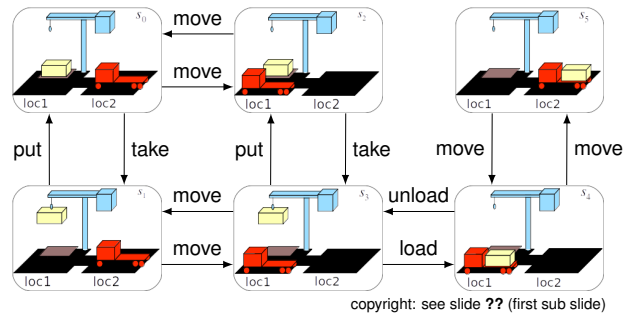 s₀ move s₂ s₅
move
loc1 loc2 loc1 loc2 loc1 loc2
put take put take move move
s₁ move s₃ unload s₄
move load
loc1 loc2 loc1 loc2 loc1 loc2
copyright: see slide ?? (first sub slide)